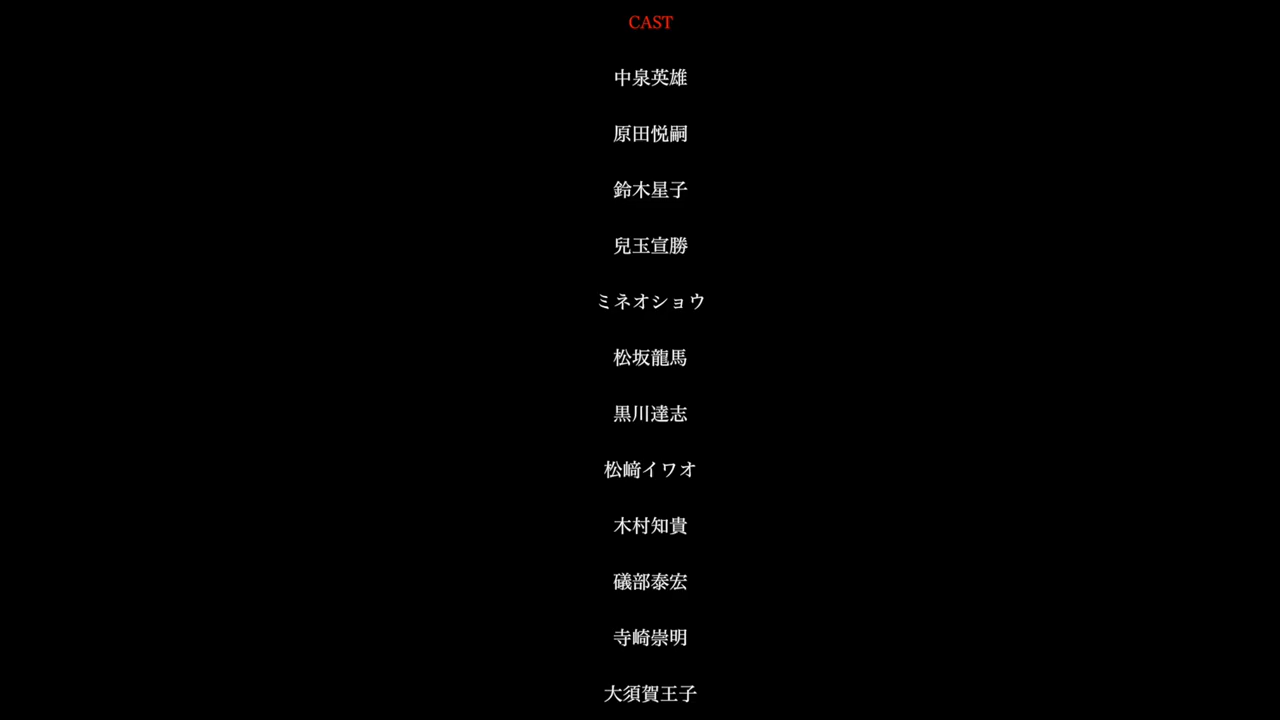 CAST
中泉英雄
原田悦嗣
鈴木星子
兒玉宣勝
ミネオショウ
松坂龍馬
黒川達志
松﨑イワオ
木村知貴
礒部泰宏
寺崎崇明
大須賀王子